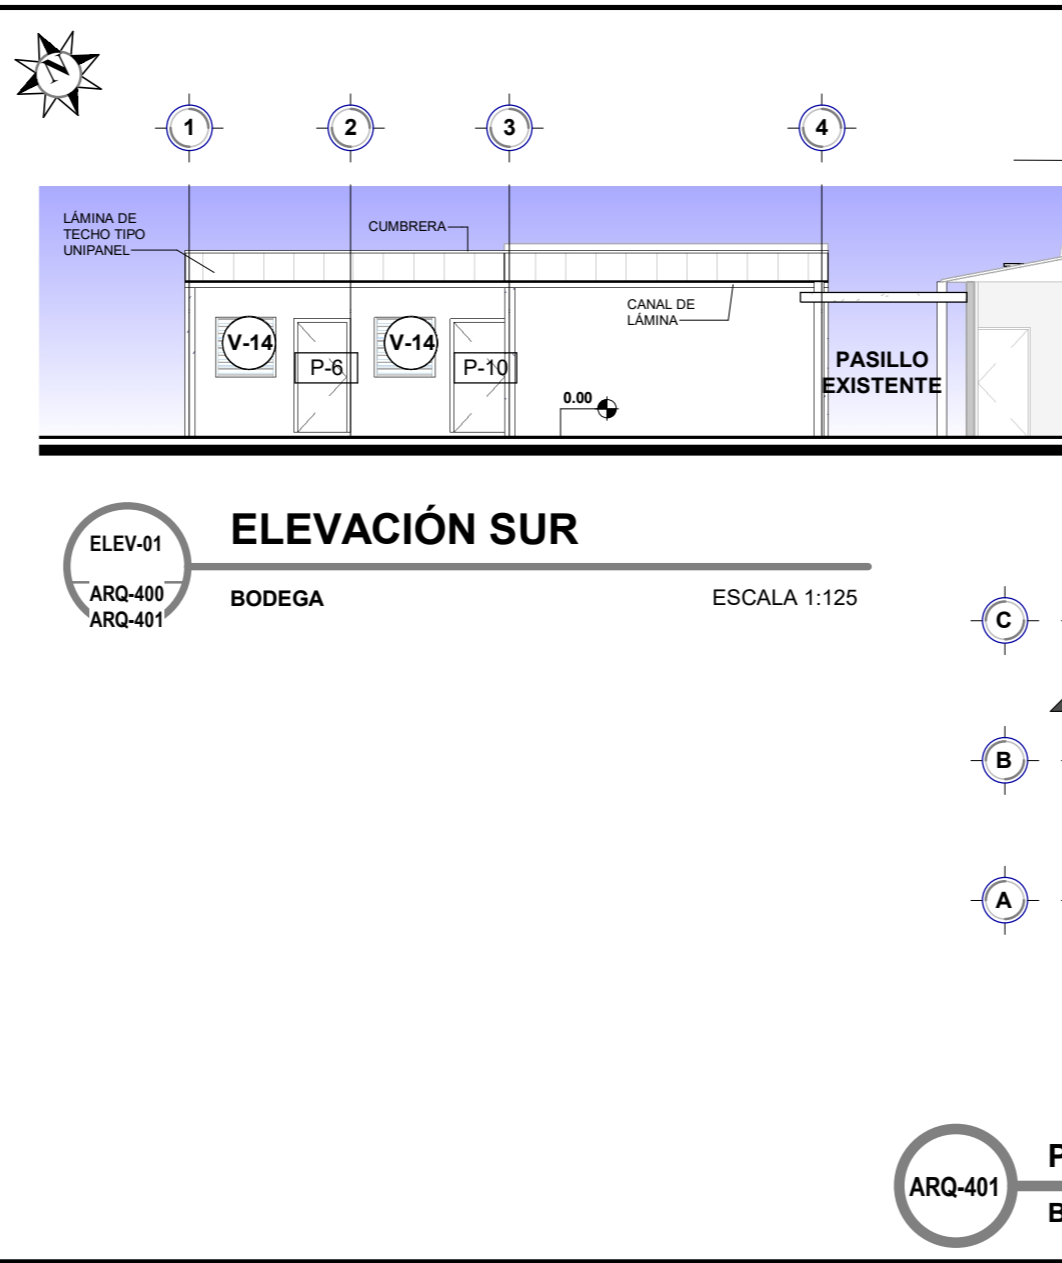 N
1
2
3
4
LÁMINA DE
TECHO TIPO
UNIPANEL
CUMBRERA
CANAL DE
LÁMINA
V-14
P-6
V-14
P-10
0.00
PASILLO
EXISTENTE
ELEV-01
ARQ-400
ARQ-401
ELEVACIÓN SUR
BODEGA
ESCALA 1:125
C
B
A
ARQ-401
P
B